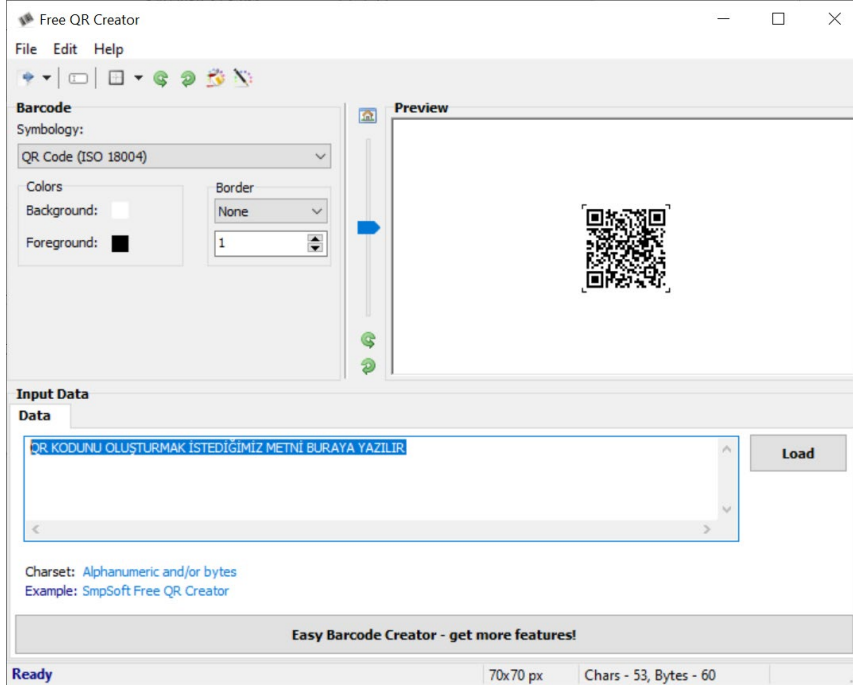 Free QR Creator
File Edit Help
Barcode
Symbology:
QR Code (ISO 18004)
Colors
Background:
Foreground:
Border
None
1
Preview
Input Data
Data
QR KODUNU OLUŞTURMAK İSTEDİĞİMİZ METNİ BURAYA YAZILIR
Load
Charset: Alphanumeric and/or bytes
Example: SmpSoft Free QR Creator
Easy Barcode Creator - get more features!
Ready 70x70 px Chars - 53, Bytes - 60